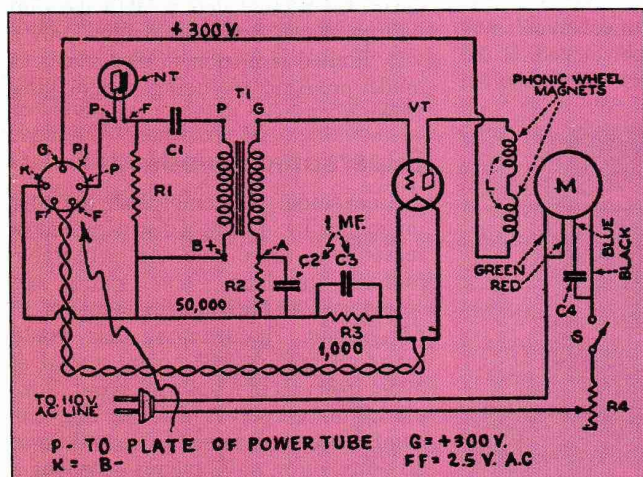 +300 V.
NT
PHONIC WHEEL
MAGNETS
T1
P F
P G
VT
C1
G P1
K P
F F
R1
L
M
B+
A
1 MF.
C2 C3
R2
50,000
R3
1,000
GREEN
RED
BLUE
BLACK
C4
S
R4
TO 110 V.
AC LINE
P- TO PLATE OF POWER TUBE G=+300V.
K= B- FF=2.5 V. A.C